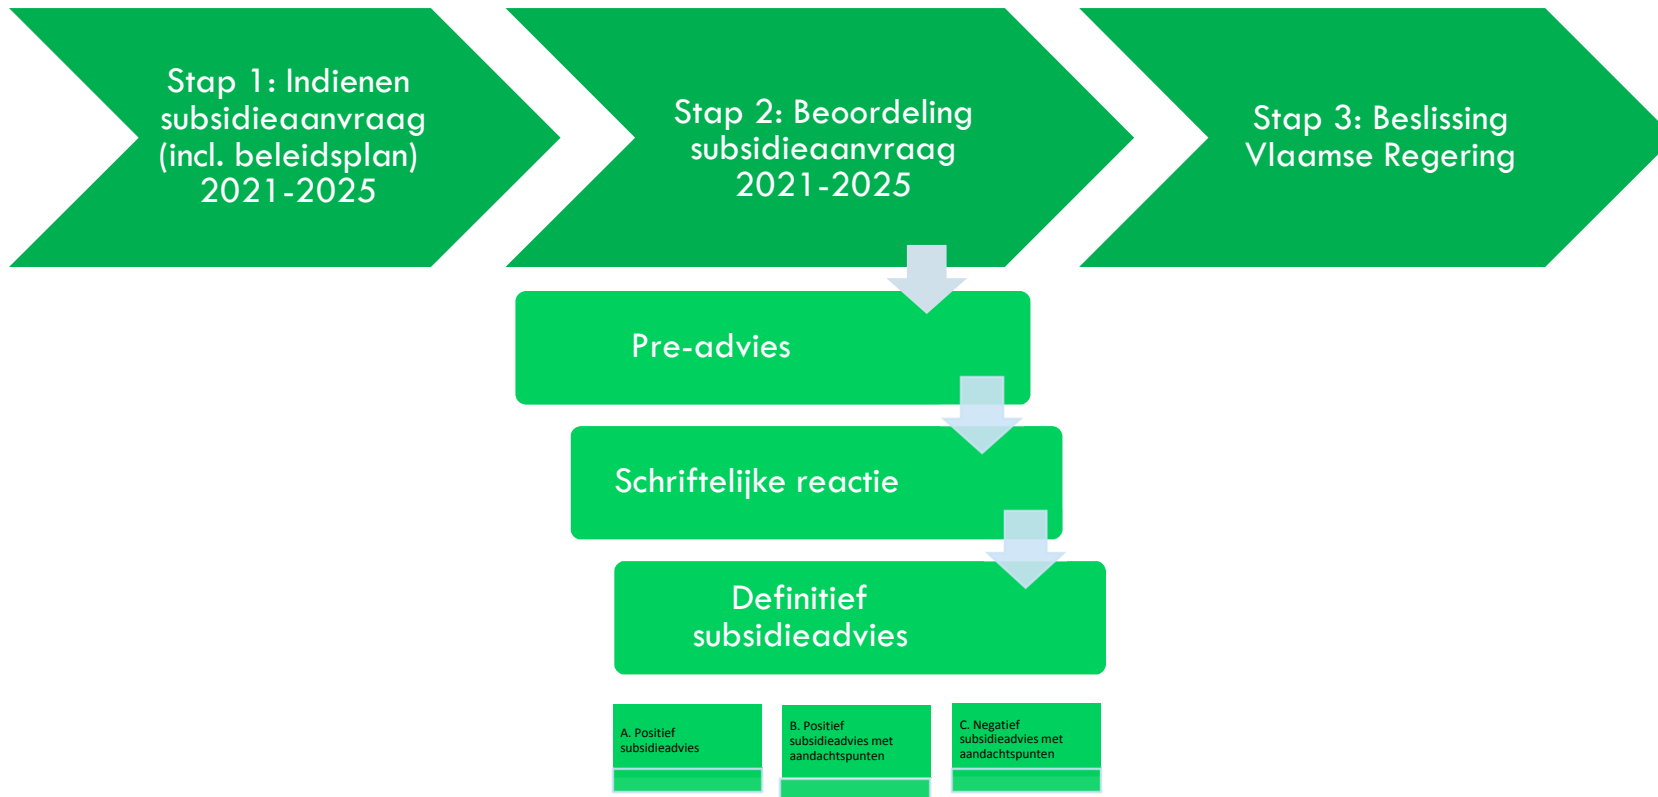 Stap 1: Indienen
subsidieaanvraag
(incl. beleidsplan)
2021-2025
Stap 2: Beoordeling
subsidieaanvraag
2021-2025
Stap 3: Beslissing
Vlaamse Regering
Pre-advies
Schriftelijke reactie
Definitief
subsidieadvies
A. Positief
subsidieadvies
B. Positief
subsidieadvies met
aandachtspunten
C. Negatief
subsidieadvies met
aandachtspunten